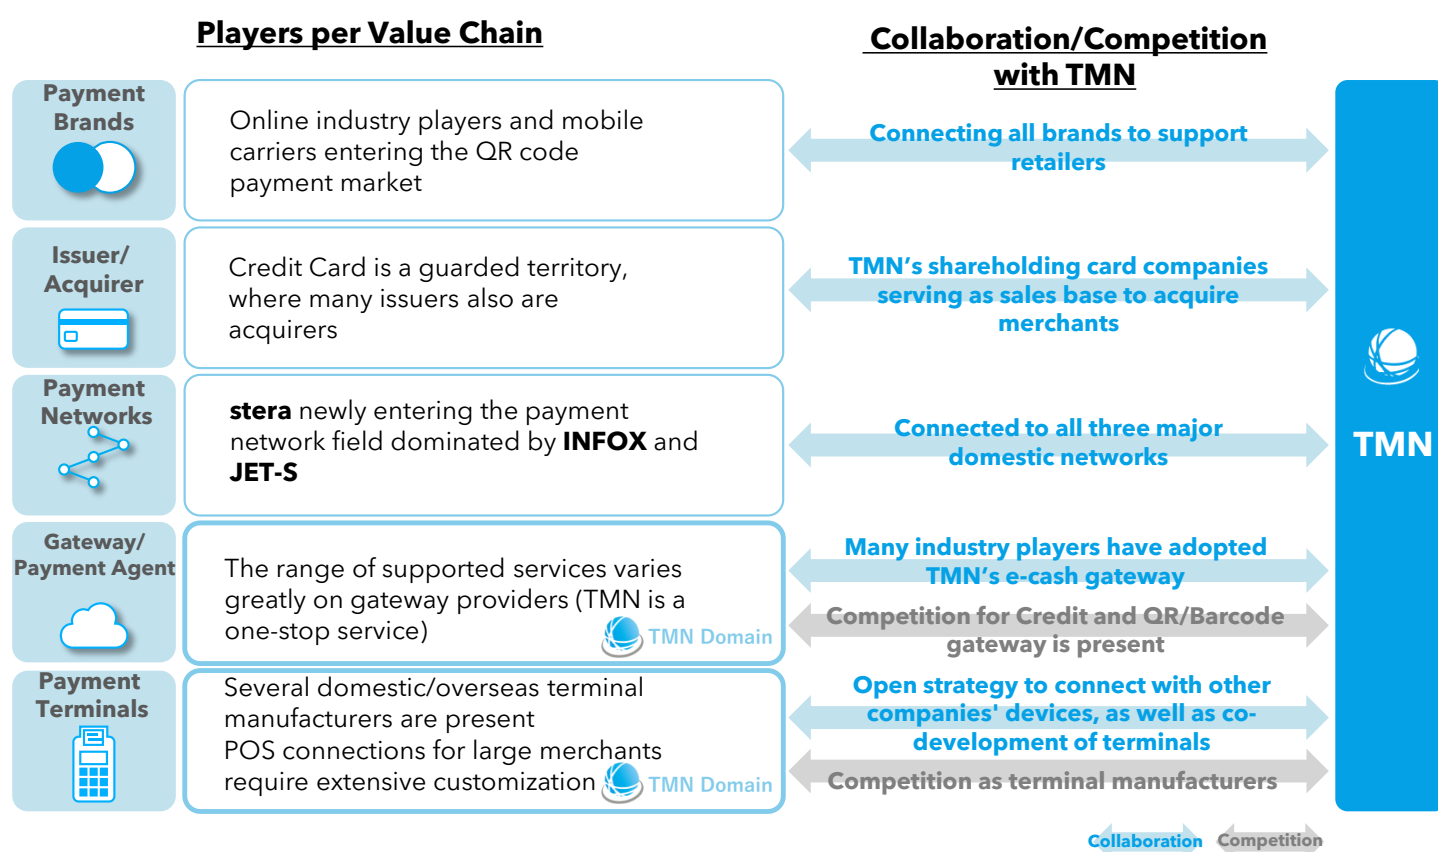 Players per Value Chain
Collaboration/Competition
with TMN
Payment
Brands
Online industry players and mobile
carriers entering the QR code
payment market
Connecting all brands to support
retailers
Issuer/
Acquirer
Credit Card is a guarded territory,
where many issuers also are
acquirers
TMN's shareholding card companies
serving as sales base to acquire
merchants
Payment
Networks
stera newly entering the payment
network field dominated by INFOX and
JET-S
Connected to all three major
domestic networks
Gateway/
Payment Agent
The range of supported services varies
greatly on gateway providers (TMN is a
one-stop service)
TMN Domain
Many industry players have adopted
TMN's e-cash gateway
Competition for Credit and QR/Barcode
gateway is present
Payment
Terminals
Several domestic/overseas terminal
manufacturers are present
POS connections for large merchants
require extensive customization
TMN Domain
Open strategy to connect with other
companies' devices, as well as co-
development of terminals
Competition as terminal manufacturers
TMN
Collaboration Competition